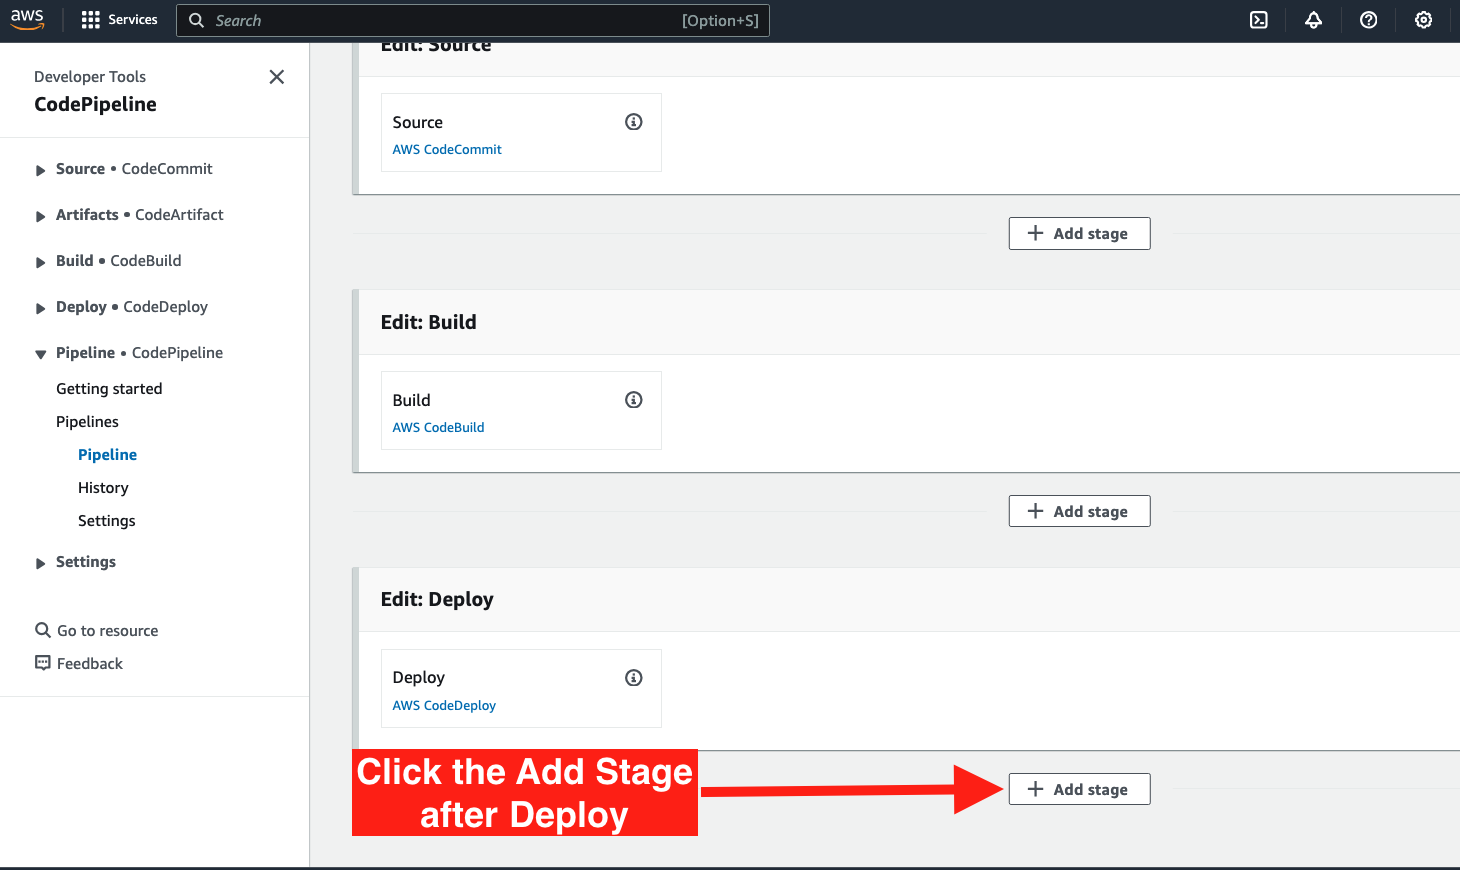 aws
Services
Search
[Option+S]
Developer Tools
CodePipeline
Source • CodeCommit
Artifacts • CodeArtifact
Build • CodeBuild
Deploy • CodeDeploy
Pipeline • CodePipeline
Getting started
Pipelines
Pipeline
History
Settings
Settings
Go to resource
Feedback
Edit: Source
Source
AWS CodeCommit
Add stage
Edit: Build
Build
AWS CodeBuild
Add stage
Edit: Deploy
Deploy
AWS CodeDeploy
Click the Add Stage
after Deploy
Add stage